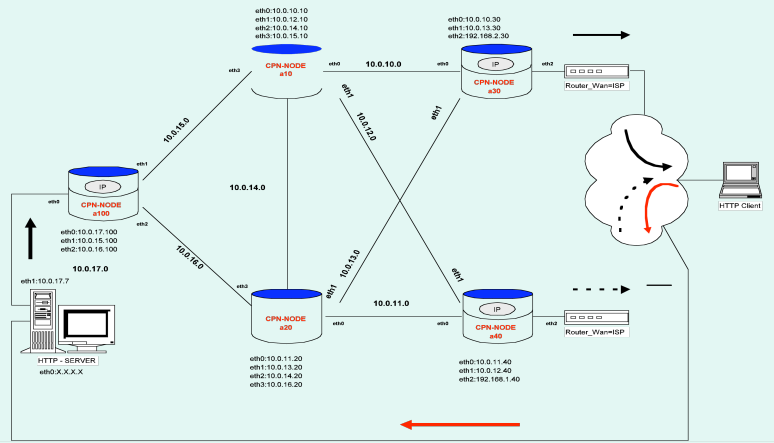 eth0:10.0.10.10
eth1:10.0.12.10
eth2:10.0.14.10
eth3:10.0.15.10
eth0:10.0.10.30
eth1:10.0.13.30
eth2:192.168.2.30
CPN-NODE
a10
eth3
eth0
10.0.10.0
eth0
IP
CPN-NODE
a30
eth2
Router_Wan=ISP
eth1
10.0.12.0
eth1
10.0.15.0
eth1
IP
CPN-NODE
a100
eth0
eth2
10.0.14.0
HTTP Client
eth0:10.0.17.100
eth1:10.0.15.100
eth2:10.0.16.100
10.0.17.0
eth1:10.0.17.7
10.0.16.0
10.0.13.0
eth3
eth1
eth1
CPN-NODE
a20
eth0
10.0.11.0
eth0
IP
CPN-NODE
a40
eth2
Router_Wan=ISP
HTTP - SERVER
eth0:X.X.X.X
eth0:10.0.11.20
eth1:10.0.13.20
eth2:10.0.14.20
eth3:10.0.16.20
eth0:10.0.11.40
eth1:10.0.12.40
eth2:192.168.1.40